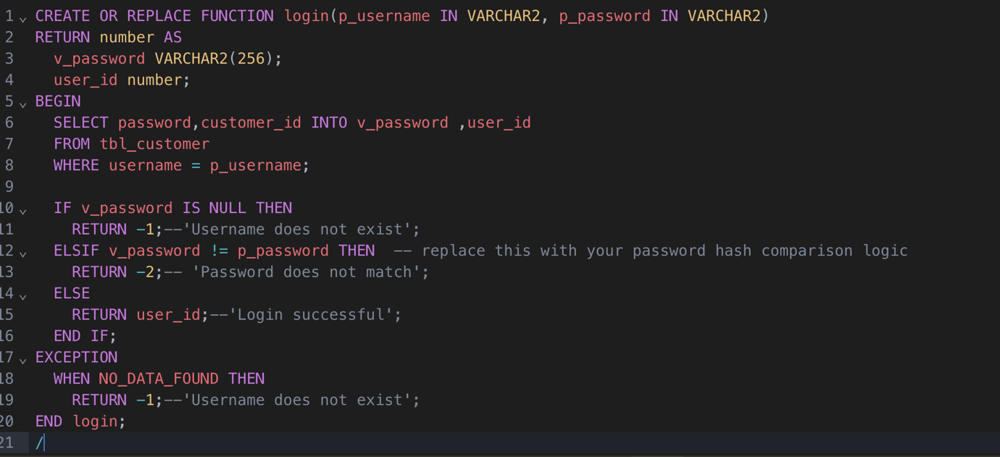 1 CREATE OR REPLACE FUNCTION login(p_username IN VARCHAR2, p_password IN VARCHAR2)
2 RETURN number AS
3   v_password VARCHAR2(256);
4   user_id number;
5 BEGIN
6   SELECT password,customer_id INTO v_password ,user_id
7   FROM tbl_customer
8   WHERE username = p_username;
9
10   IF v_password IS NULL THEN
11     RETURN -1;--'Username does not exist';
12   ELSIF v_password != p_password THEN  -- replace this with your password hash comparison logic
13     RETURN -2;-- 'Password does not match';
14   ELSE
15     RETURN user_id;--'Login successful';
16   END IF;
17 EXCEPTION
18   WHEN NO_DATA_FOUND THEN
19     RETURN -1;--'Username does not exist';
20 END login;
21 /